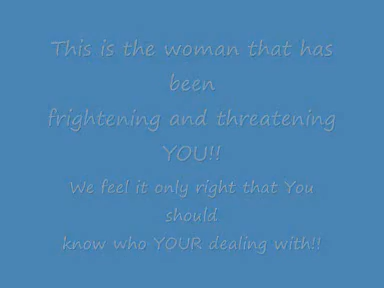 This is the woman that has
been
frightening and threatening
YOU!!
We feel it only right that You
should
know who YOUR dealing with!!